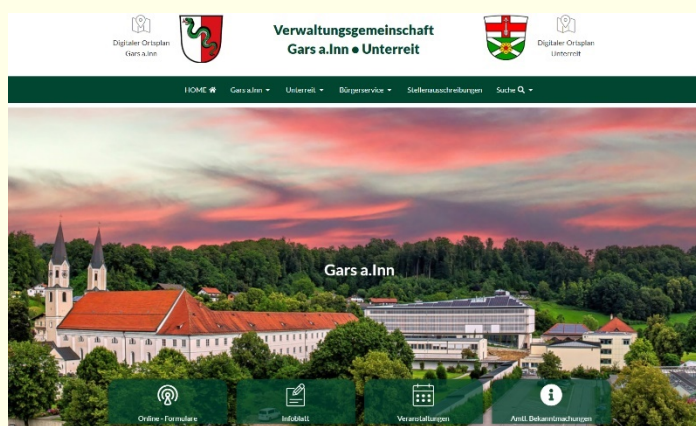 Digitaler Ortsplan
Gars a.Inn
Verwaltungsgemeinschaft
Gars a.Inn ● Unterreit
Digitaler Ortsplan
Unterreit
HOME Gars a.Inn Unterreit Bürgerservice Stellenausschreibungen Suche
Gars a.Inn
Online - Formulare Infoblatt Veranstaltungen Amtl. Bekanntmachungen